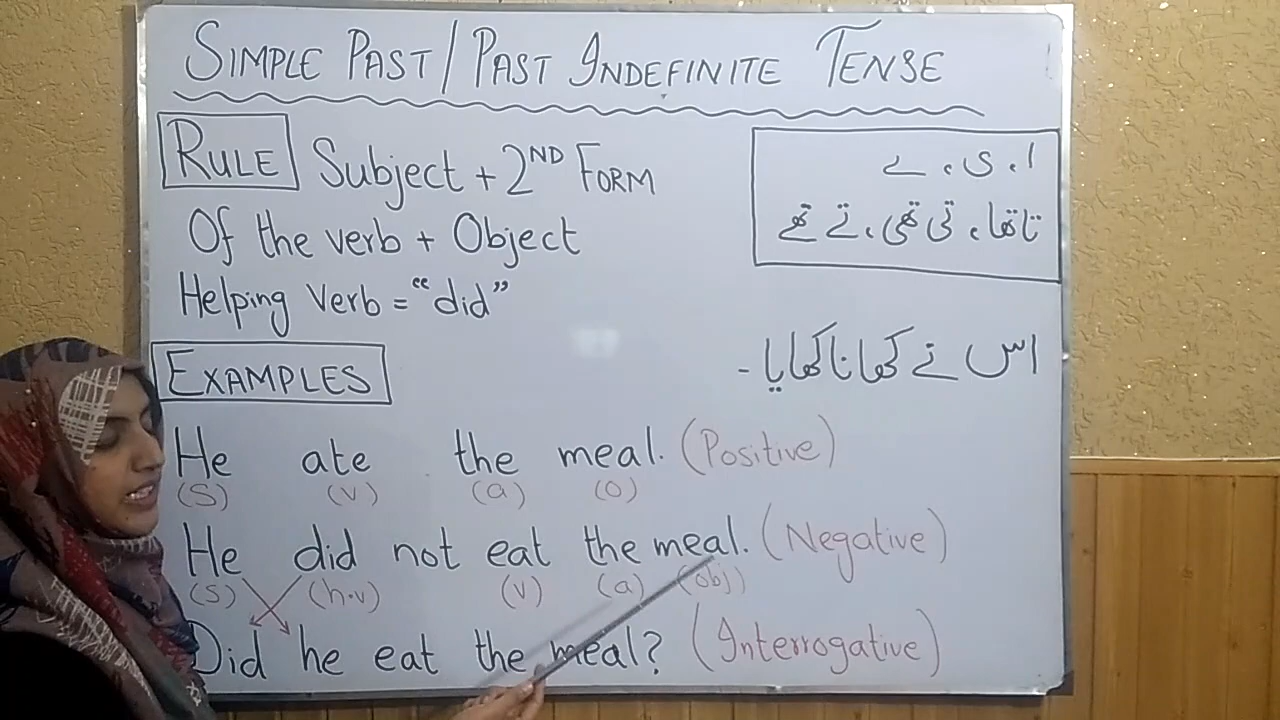 SIMPLE PAST / PAST INDEFINITE TENSE
RULE Subject + 2ND FORM
Of the verb + Object
Helping Verb = “did”
ا، ی، ے
تا تھا، تی تھی، تے تھے
اس نے کھانا کھایا -
EXAMPLES
He ate the meal. (Positive)
(S) (V) (a) (O)
He did not eat the meal. (Negative)
(S) (h.v) (V) (a) (obj)
Did he eat the meal? (Interrogative)